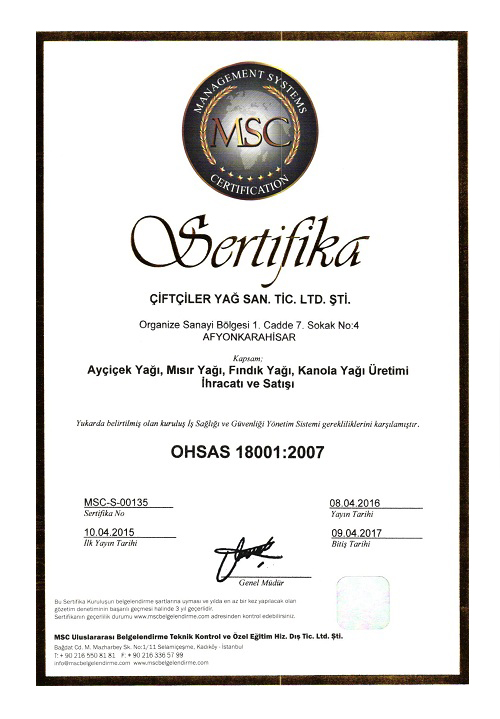 MANAGEMENT SYSTEMS
MSC
CERTIFICATION
Sertifika
ÇİFTÇİLER YAĞ SAN. TİC. LTD. ŞTİ.
Organize Sanayi Bölgesi 1. Cadde 7. Sokak No:4
AFYONKARAHİSAR
Kapsam:
Ayçiçek Yağı, Mısır Yağı, Fındık Yağı, Kanola Yağı Üretimi
İhracatı ve Satışı
Yukarda belirtilmiş olan kuruluş İş Sağlığı ve Güvenliği Yönetim Sistemi gerekliliklerini karşılamıştır.
OHSAS 18001:2007
MSC-S-00135
Sertifika No
08.04.2016
Yayın Tarihi
10.04.2015
İlk Yayın Tarihi
09.04.2017
Bitiş Tarihi
Genel Müdür
Bu Sertifika Kuruluşun belgelendirme şartlarına uyması ve yılda en az bir kez yapılacak olan
gözetim denetiminin başarılı geçmesi halinde 3 yıl geçerlidir.
Sertifikanın geçerlilik durumu www.mscbelgelendirme.com adresinden kontrol edebilirsiniz.
MSC Uluslararası Belgelendirme Teknik Kontrol ve Özel Eğitim Hiz. Dış Tic. Ltd. Şti.
Bağdat Cd. M. Mazharbey Sk. No:1/11 Selamiçeşme, Kadıköy - İstanbul
T: + 90 216 550 81 81 F: + 90 216 336 57 99
info@mscbelgelendirme.com www.mscbelgelendirme.com